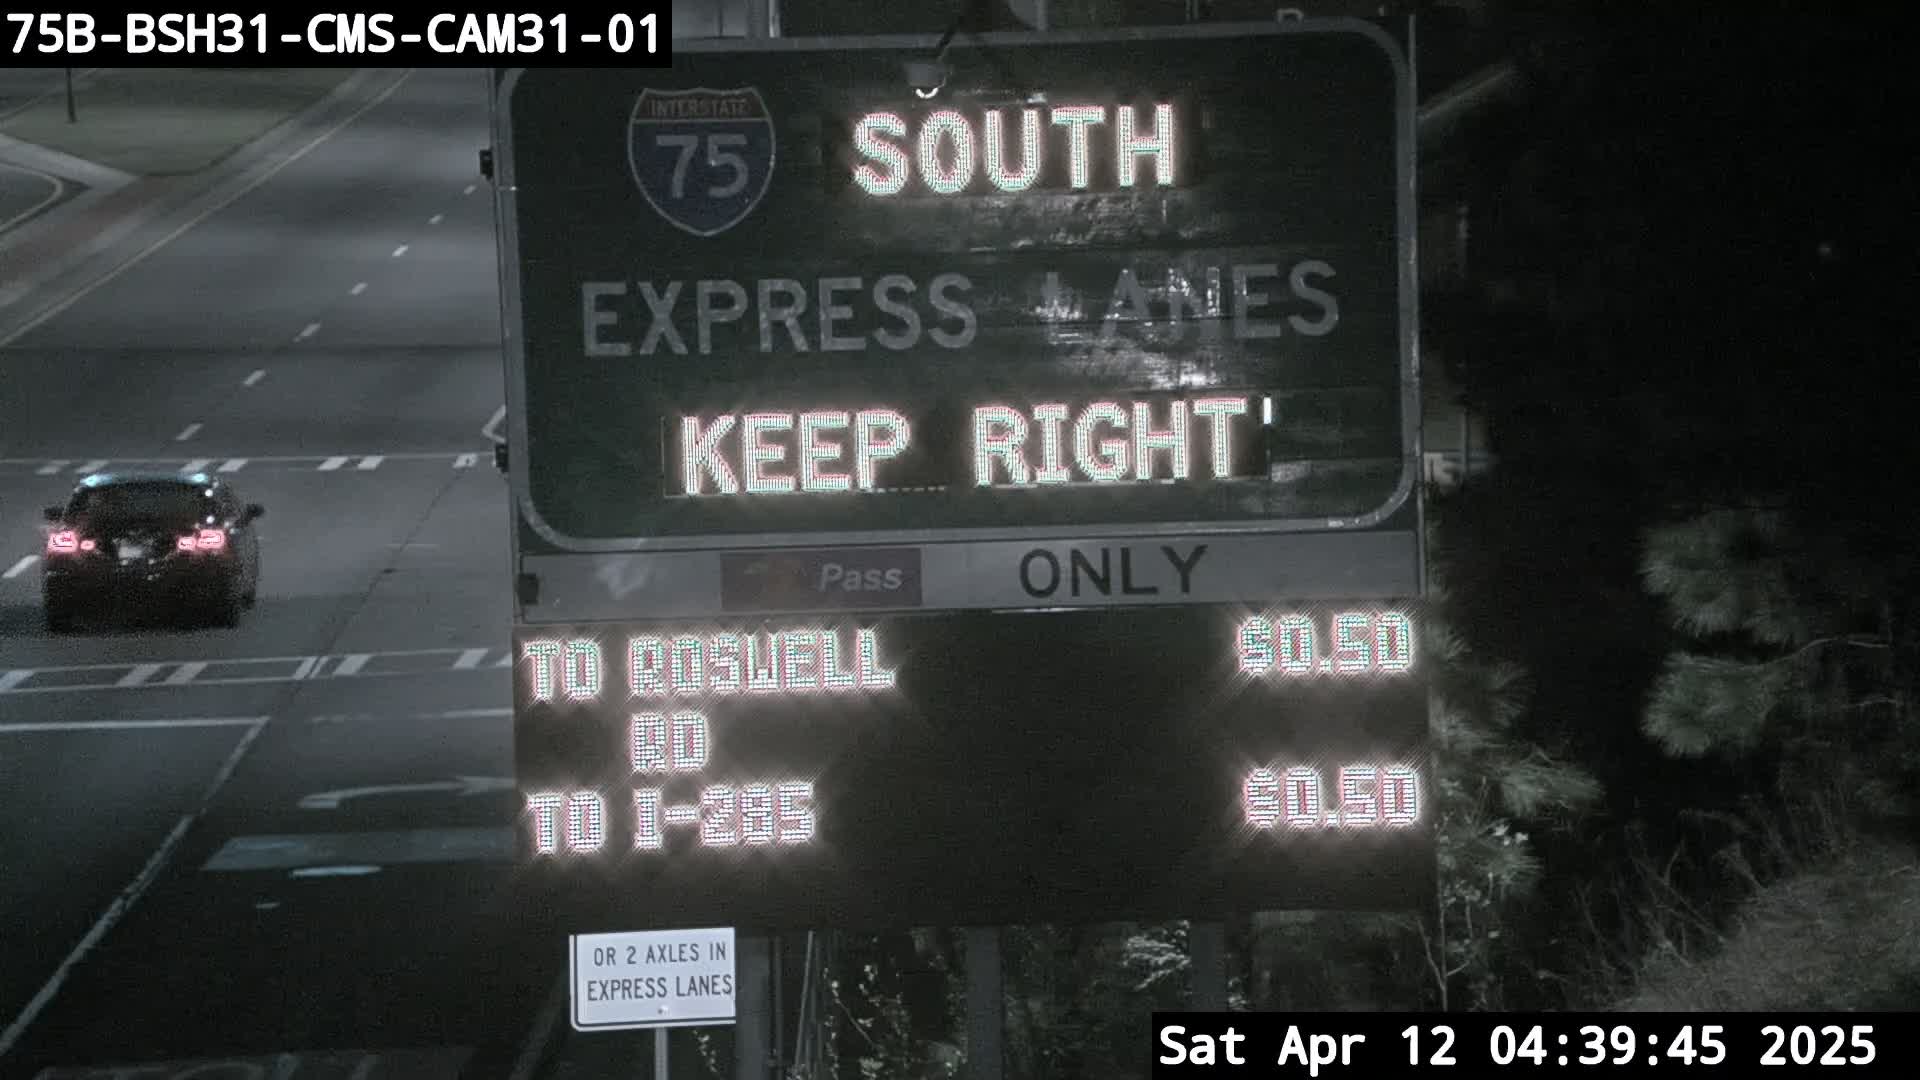 75B-BSH31-CMS-CAM31-01
INTERSTATE
75
SOUTH
EXPRESS LANES
KEEP RIGHT
Pass
ONLY
TO ROSWELL $0.50
RD
TO I-285 $0.50
OR 2 AXLES IN
EXPRESS LANES
Sat Apr 12 04:39:45 2025